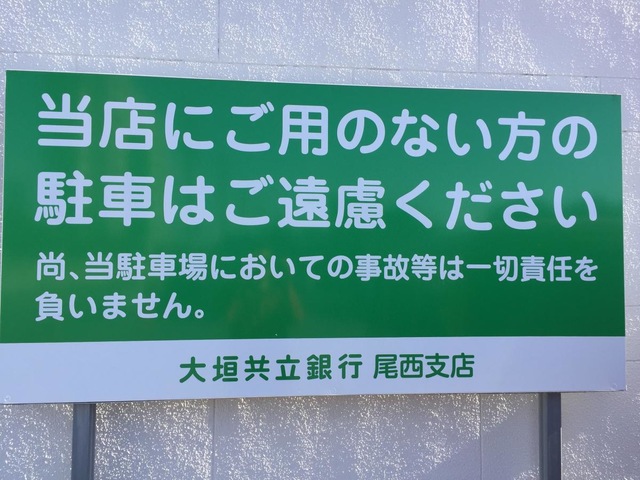 当店にご用のない方の
駐車はご遠慮ください
尚、当駐車場においての事故等は一切責任を
負いません。
大垣共立銀行 尾西支店